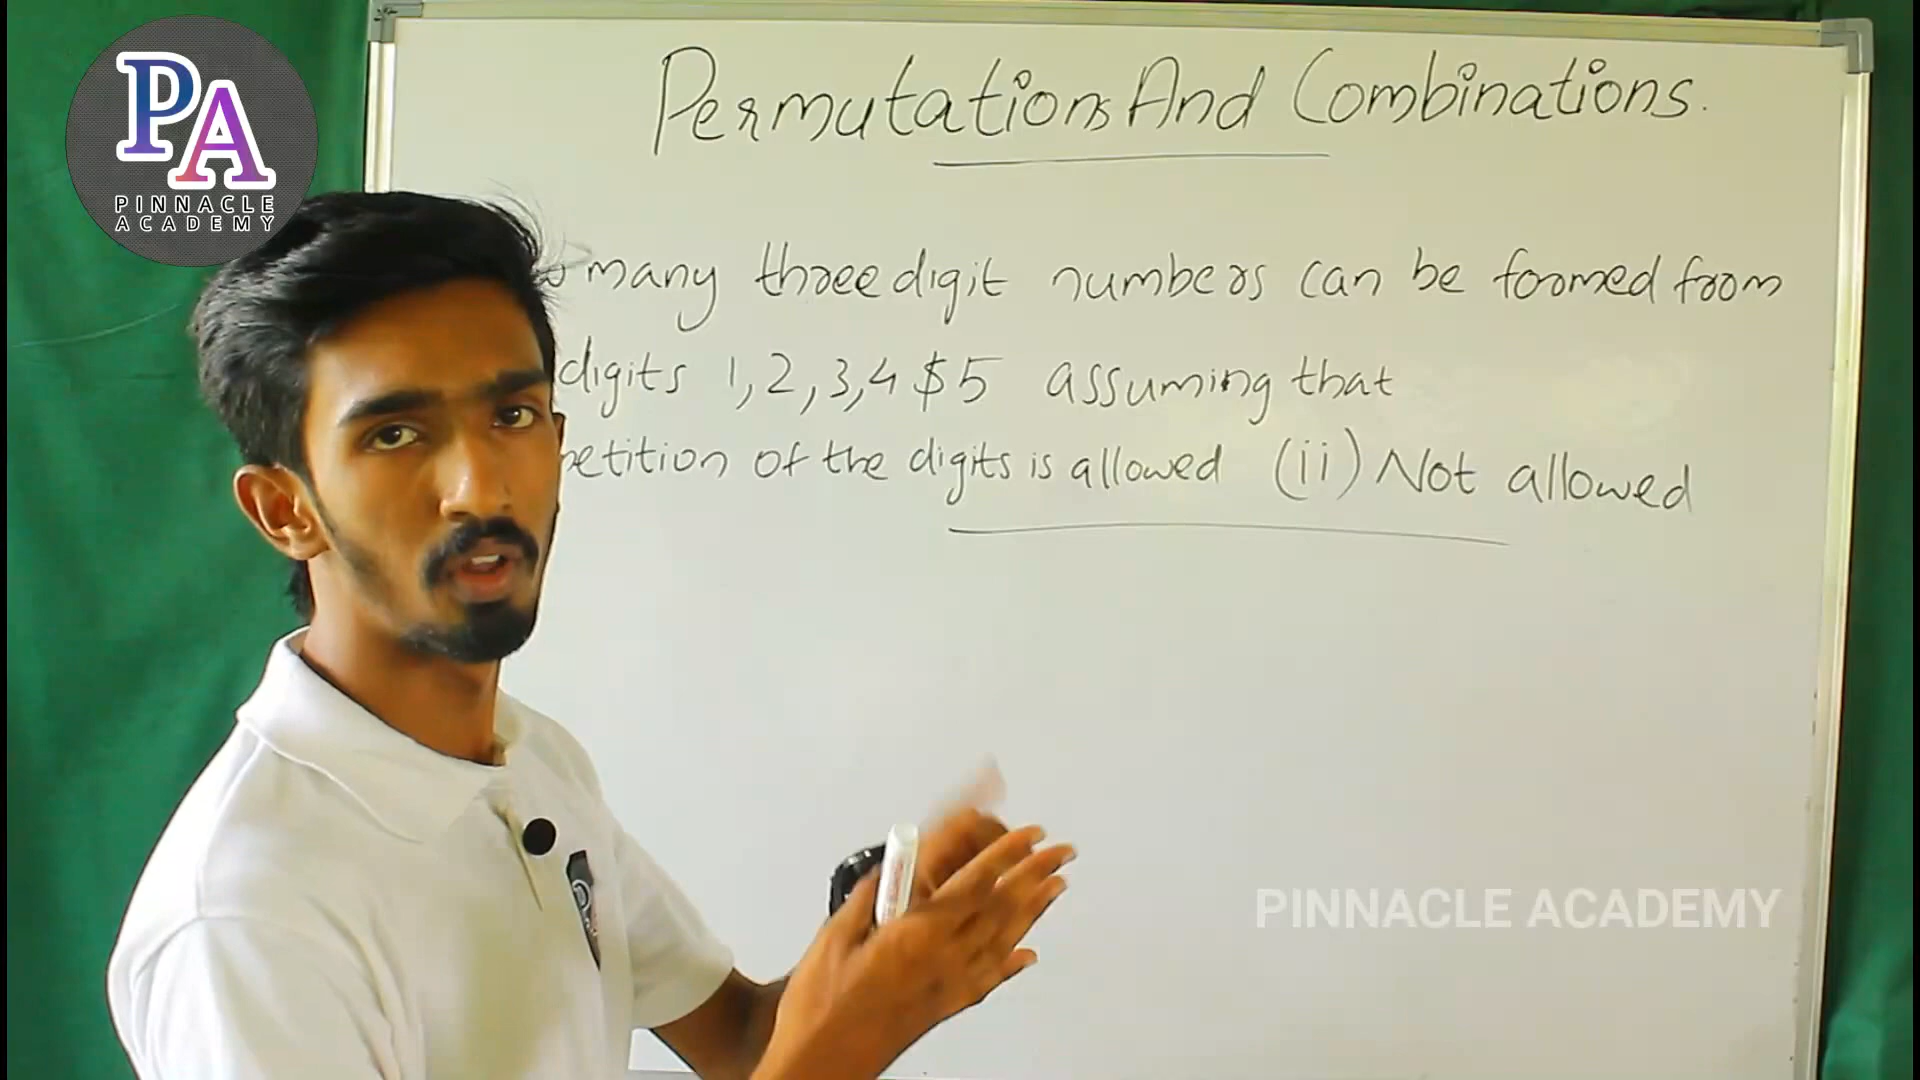 PA
PINNACLE
ACADEMY
Permutations And Combinations.
many three digit numbers can be formed from
digits 1, 2, 3, 4 $ 5 assuming that
petition of the digits is allowed (ii) Not allowed
PINNACLE ACADEMY